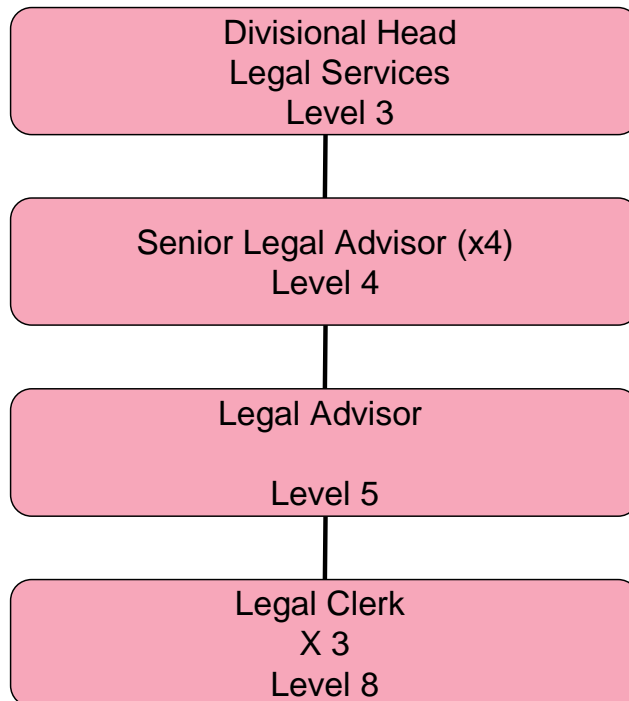 Divisional Head
Legal Services
Level 3
Senior Legal Advisor (x4)
Level 4
Legal Advisor
Level 5
Legal Clerk
X 3
Level 8